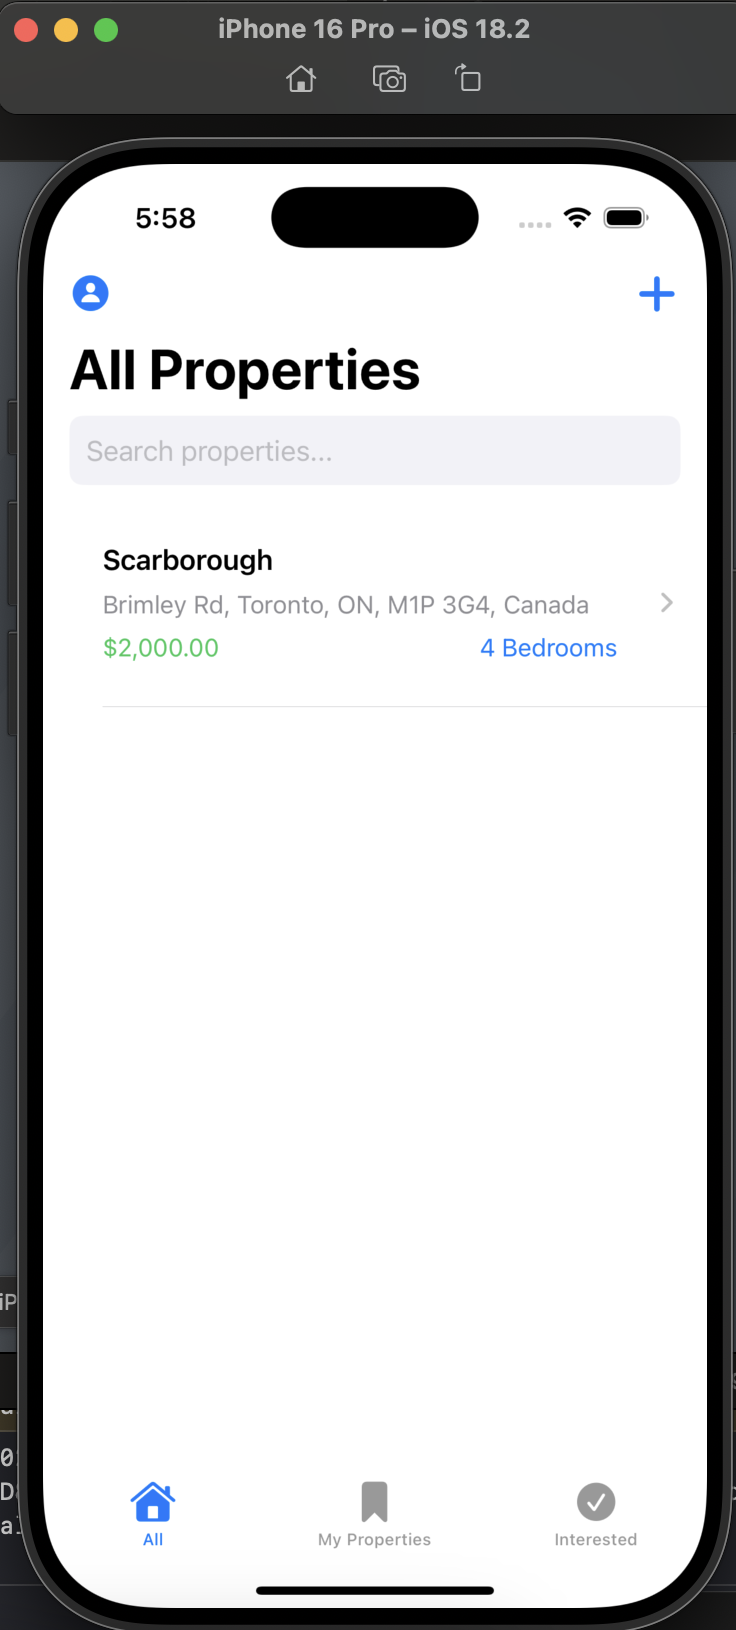 iPhone 16 Pro – iOS 18.2
5:58
All Properties
Search properties...
Scarborough
Brimley Rd, Toronto, ON, M1P 3G4, Canada
$2,000.00
4 Bedrooms
iP
All
My Properties
Interested